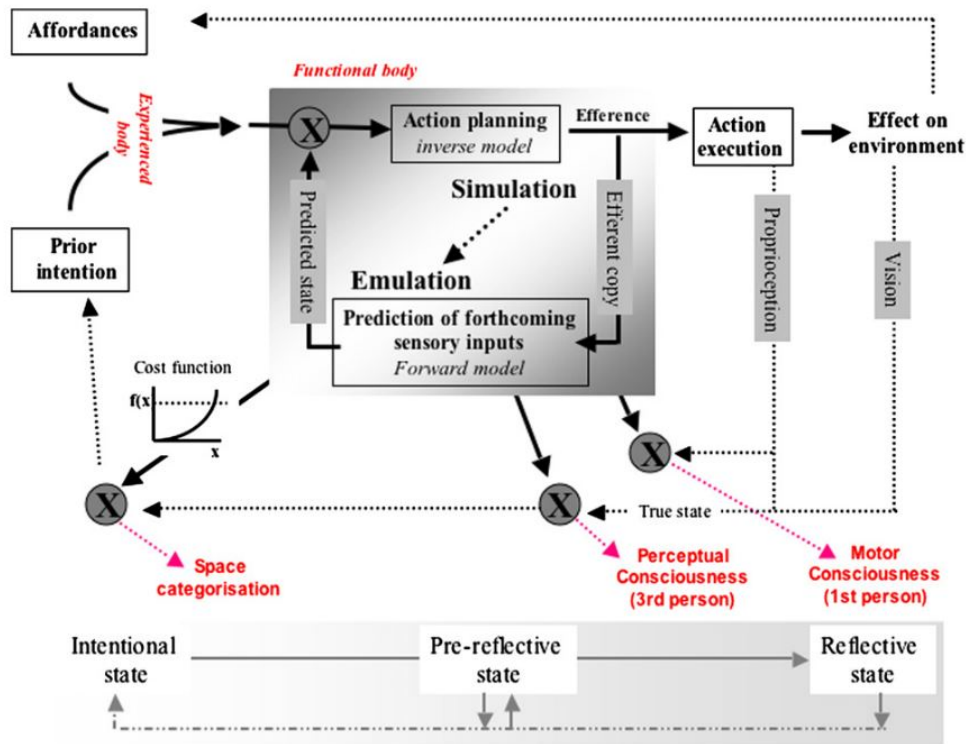 Affordances
Experienced
body
Prior
intention
Functional body
X
Action planning
inverse model
Efference
Action
execution
Effect on
environment
Simulation
Emulation
Predicted state
Efferent copy
Prediction of forthcoming
sensory inputs
Forward model
Proprioception
Vision
Cost function
f(x
x
X
X
X
True state
Space
categorisation
Perceptual
Consciousness
(3rd person)
Motor
Consciousness
(1st person)
Intentional
state
Pre-reflective
state
Reflective
state